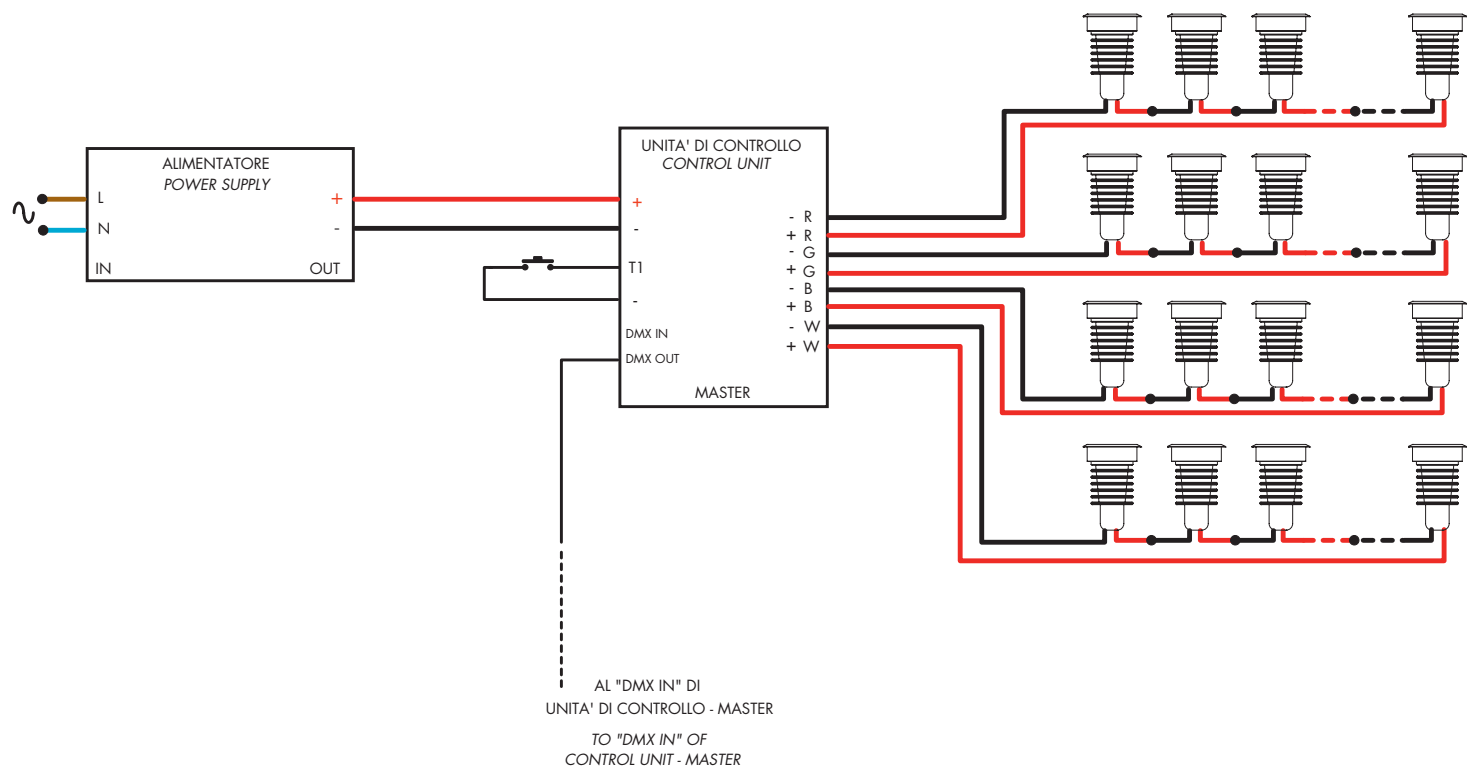 ALIMENTATORE
POWER SUPPLY
L
+
N
-
IN
OUT
UNITA' DI CONTROLLO
CONTROL UNIT
+
-
T1
-
DMX IN
DMX OUT
- R
+ R
- G
+ G
- B
+ B
- W
+ W
MASTER
AL "DMX IN" DI
UNITA' DI CONTROLLO - MASTER
TO "DMX IN" OF
CONTROL UNIT - MASTER